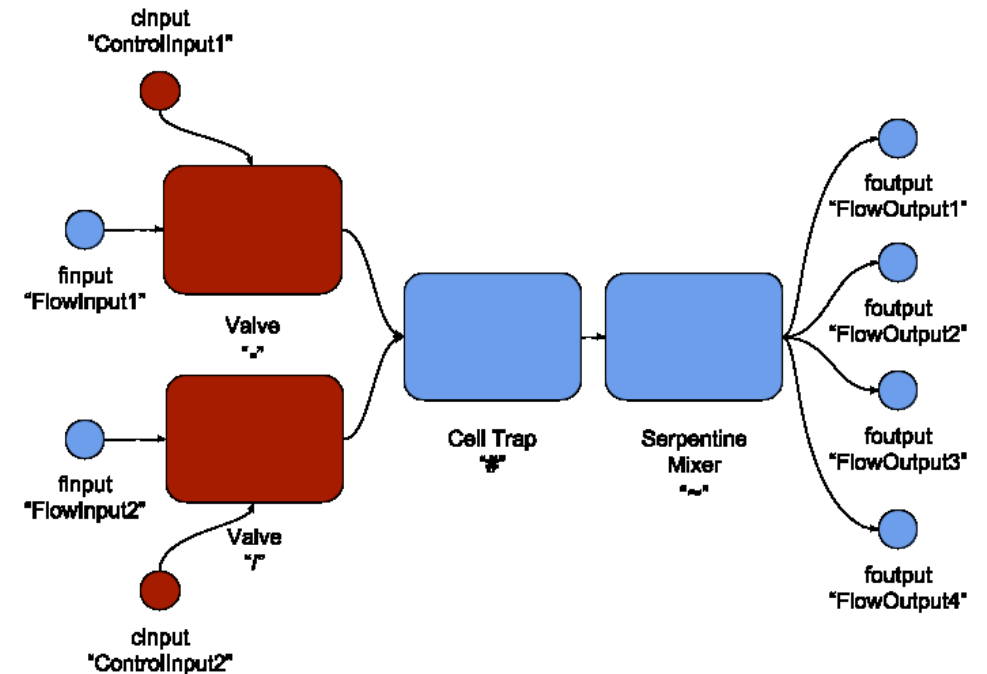 cInput
"ControlInput1"
fInput
"FlowInput1"
Valve
"-"
fInput
"FlowInput2"
Valve
"/"
cInput
"ControlInput2"
Cell Trap
"#"
Serpentine
Mixer
"~"
foutput
"FlowOutput1"
foutput
"FlowOutput2"
foutput
"FlowOutput3"
foutput
"FlowOutput4"